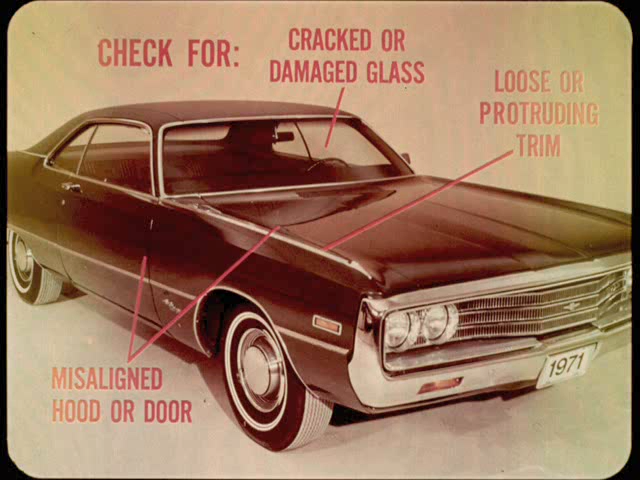 CHECK FOR:
CRACKED OR
DAMAGED GLASS
LOOSE OR
PROTRUDING
TRIM
MISALIGNED
HOOD OR DOOR
1971